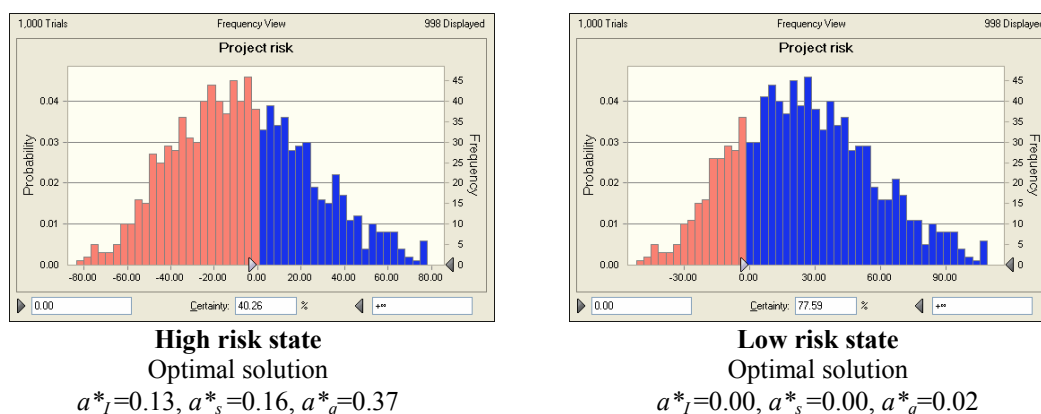 1,000 Trials Frequency View 998 Displayed
Project risk
Probability
0.04
0.03
0.02
0.01
0.00
45
40
35
30
25
20
15
10
5
0
Frequency
-80.00 -60.00 -40.00 -20.00 0.00 20.00 40.00 60.00 80.00
0.00 Certainty: 40.26 % +∞
High risk state
Optimal solution
a*I=0.13, a*s=0.16, a*a=0.37
1,000 Trials Frequency View 998 Displayed
Project risk
Probability
0.04
0.03
0.02
0.01
0.00
45
40
35
30
25
20
15
10
5
0
Frequency
-30.00 0.00 30.00 60.00 90.00
0.00 Certainty: 77.59 % +∞
Low risk state
Optimal solution
a*I=0.00, a*s=0.00, a*a=0.02